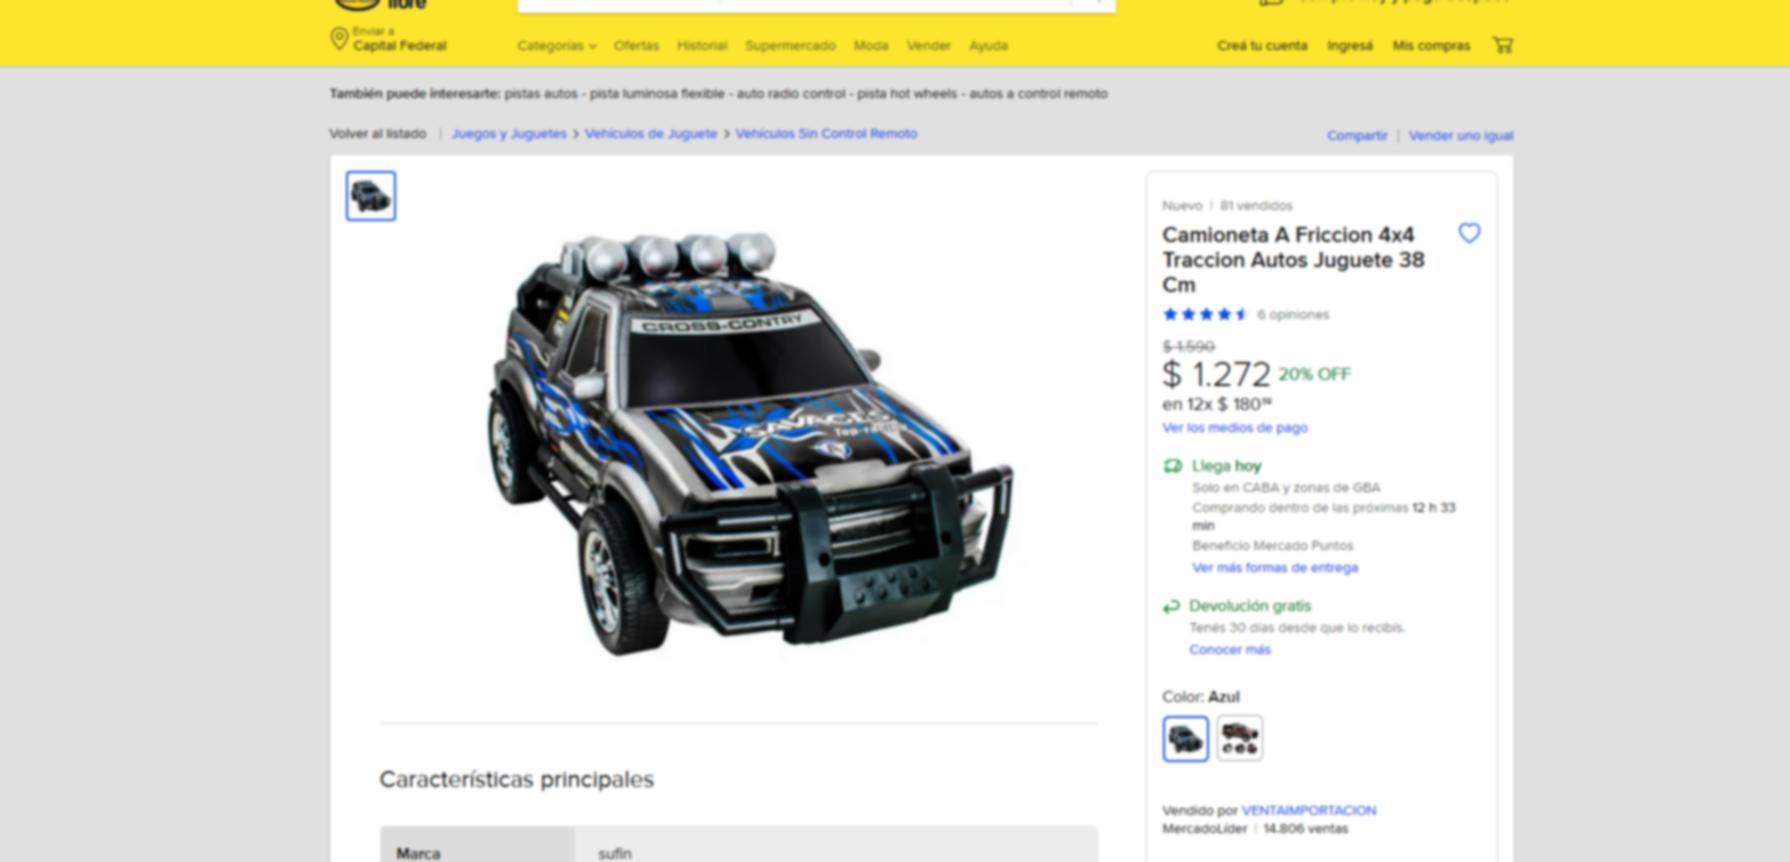 libre
Enviar a
Capital Federal
Categorías Ofertas Historial Supermercado Moda Vender Ayuda
Creá tu cuenta Ingresá Mis compras
También puede interesarte: pistas autos - pista luminosa flexible - auto radio control - pista hot wheels - autos a control remoto
Volver al listado | Juegos y Juguetes > Vehículos de Juguete > Vehículos Sin Control Remoto
Compartir | Vender uno igual
CROSS-CONTRY
SAVAGES
Nuevo | 81 vendidos
Camioneta A Friccion 4x4
Traccion Autos Juguete 38
Cm
6 opiniones
$ 1.590
$ 1.272 20% OFF
en 12x $ 180
Ver los medios de pago
Llega hoy
Solo en CABA y zonas de GBA
Comprando dentro de las próximas 12 h 33
min
Beneficio Mercado Puntos
Ver más formas de entrega
Devolución gratis
Tenés 30 días desde que lo recibís.
Conocer más
Color: Azul
Vendido por VENTAIMPORTACION
MercadoLíder | 14.806 ventas
Características principales
Marca sufin